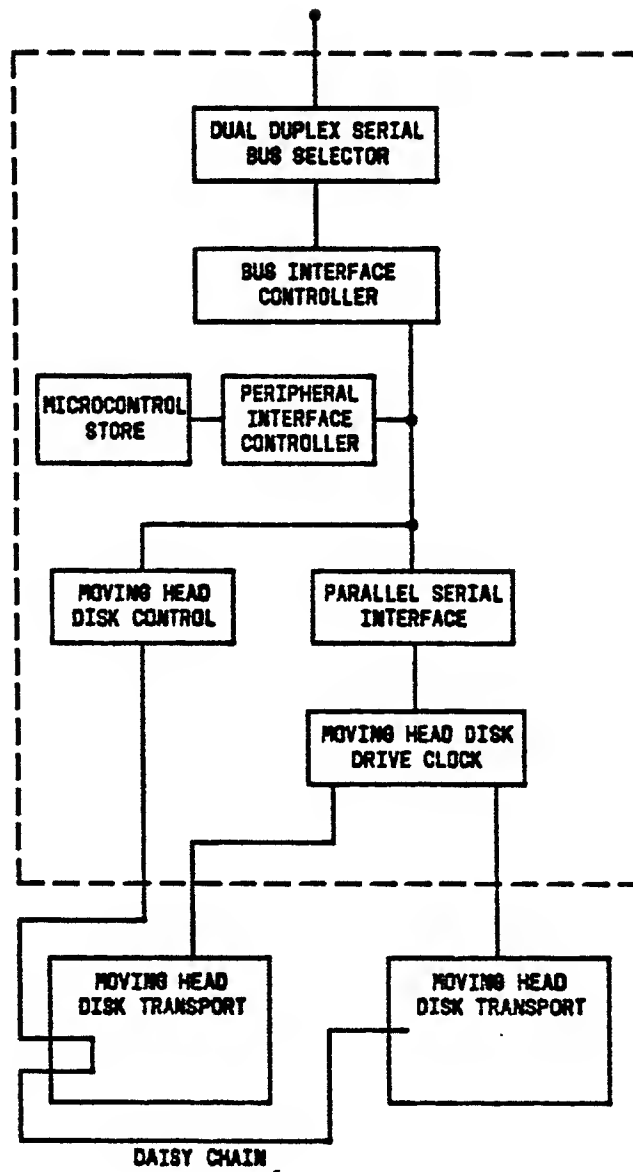 DUAL DUPLEX SERIAL
BUS SELECTOR
BUS INTERFACE
CONTROLLER
MICROCONTROL
STORE
PERIPHERAL
INTERFACE
CONTROLLER
MOVING HEAD
DISK CONTROL
PARALLEL SERIAL
INTERFACE
MOVING HEAD DISK
DRIVE CLOCK
MOVING HEAD
DISK TRANSPORT
MOVING HEAD
DISK TRANSPORT
DAISY CHAIN